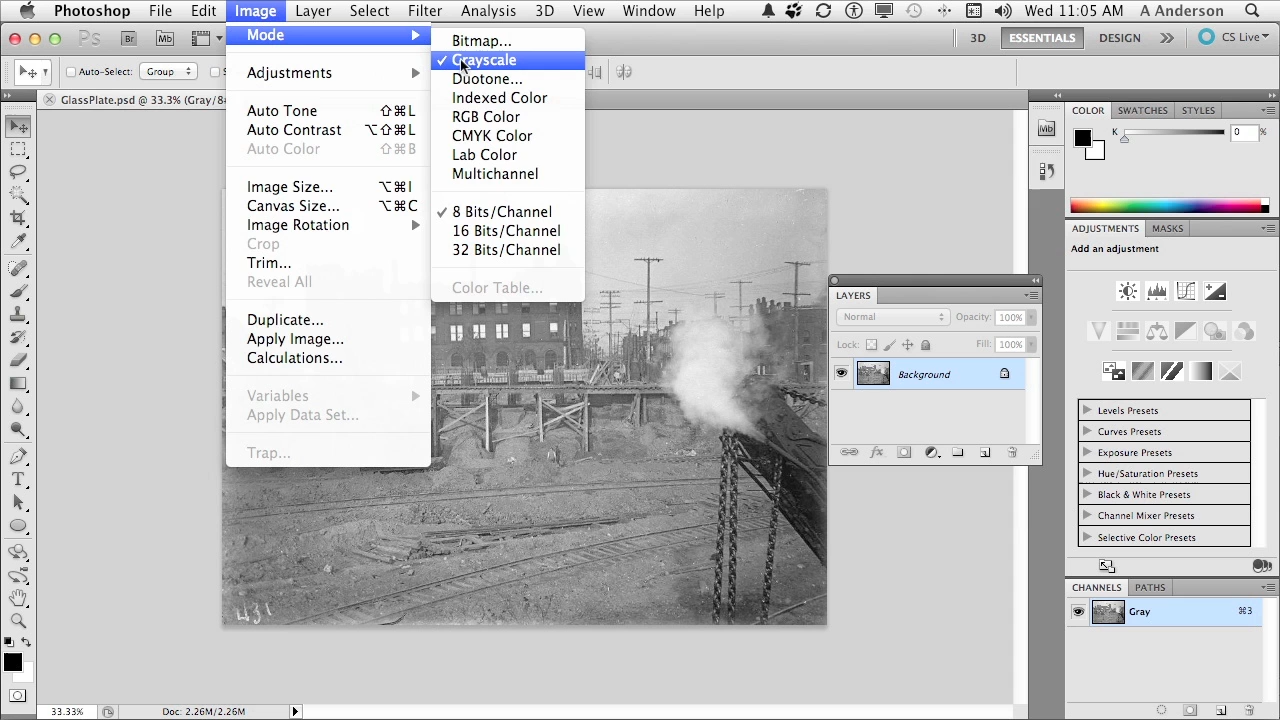 Photoshop File Edit Image Layer Select Filter Analysis 3D View Window Help Wed 11:05 AM A Anderson
Ps Br Mb 3D ESSENTIALS DESIGN CS Live
Auto-Select: Group
GlassPlate.psd @ 33.3% (Gray/8
Mode
Adjustments
Auto Tone ⇧⌘L
Auto Contrast ⌥⇧⌘L
Auto Color ⇧⌘B
Image Size... ⌥⌘I
Canvas Size... ⌥⌘C
Image Rotation
Crop
Trim...
Reveal All
Duplicate...
Apply Image...
Calculations...
Variables
Apply Data Set...
Trap...
Bitmap...
✓ Grayscale
Duotone...
Indexed Color
RGB Color
CMYK Color
Lab Color
Multichannel
✓ 8 Bits/Channel
16 Bits/Channel
32 Bits/Channel
Color Table...
431
LAYERS
Normal Opacity: 100%
Lock: Fill: 100%
Background
fx
Mb
COLOR SWATCHES STYLES
K 0 %
ADJUSTMENTS MASKS
Add an adjustment
Levels Presets
Curves Presets
Exposure Presets
Hue/Saturation Presets
Black & White Presets
Channel Mixer Presets
Selective Color Presets
CHANNELS PATHS
Gray ⌘3
T
33.33% Doc: 2.26M/2.26M